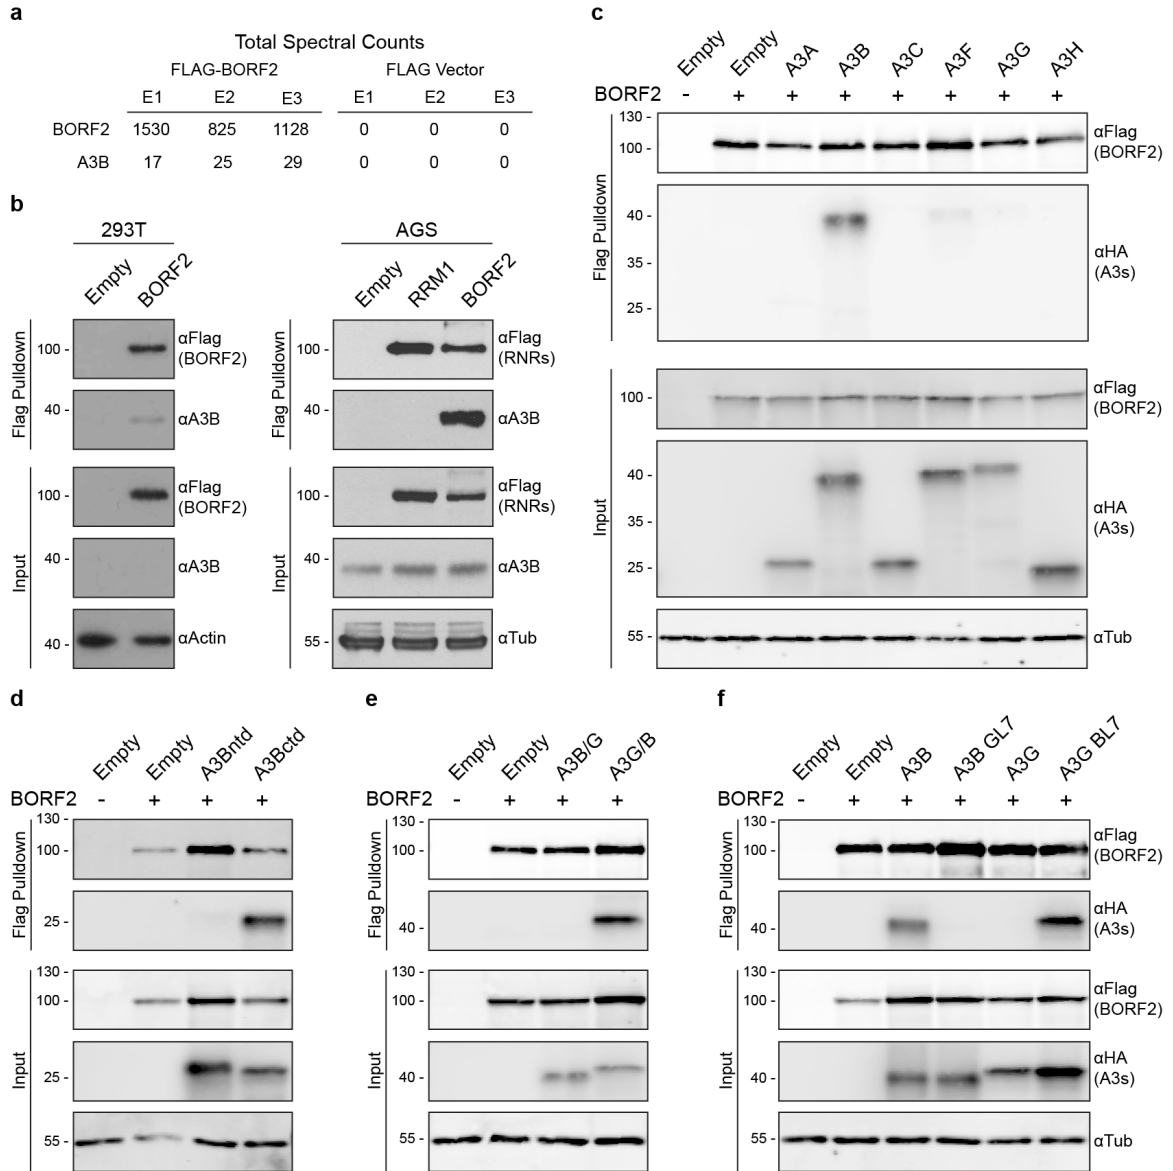 a
Total Spectral Counts
FLAG-BORF2 FLAG Vector
E1 E2 E3 E1 E2 E3
BORF2 1530 825 1128 0 0 0
A3B 17 25 29 0 0 0
b
293T
Empty BORF2
Flag Pulldown
100 - αFlag
(BORF2)
40 - αA3B
Input
100 - αFlag
(BORF2)
40 - αA3B
40 - αActin
AGS
Empty RRM1 BORF2
Flag Pulldown
100 - αFlag
(RNRs)
40 - αA3B
Input
100 - αFlag
(RNRs)
40 - αA3B
55 - αTub
c
Empty Empty A3A A3B A3C A3F A3G A3H
BORF2 - + + + + + + +
Flag Pulldown
130 -
100 - αFlag
(BORF2)
40 -
35 - αHA
(A3s)
25 -
Input
100 - αFlag
(BORF2)
40 -
35 - αHA
(A3s)
25 -
55 - αTub
d
Empty Empty A3Bntd A3Bctd
BORF2 - + + +
Flag Pulldown
130 -
100 -
25 -
Input
130 -
100 -
25 -
55 -
e
Empty Empty A3B/G A3G/B
BORF2 - + + +
Flag Pulldown
130 -
100 -
40 -
Input
130 -
100 -
40 -
55 -
f
Empty Empty A3B A3B GL7 A3G A3G BL7
BORF2 - + + + + +
Flag Pulldown
130 -
100 - αFlag
(BORF2)
40 - αHA
(A3s)
Input
130 -
100 - αFlag
(BORF2)
40 - αHA
(A3s)
55 - αTub